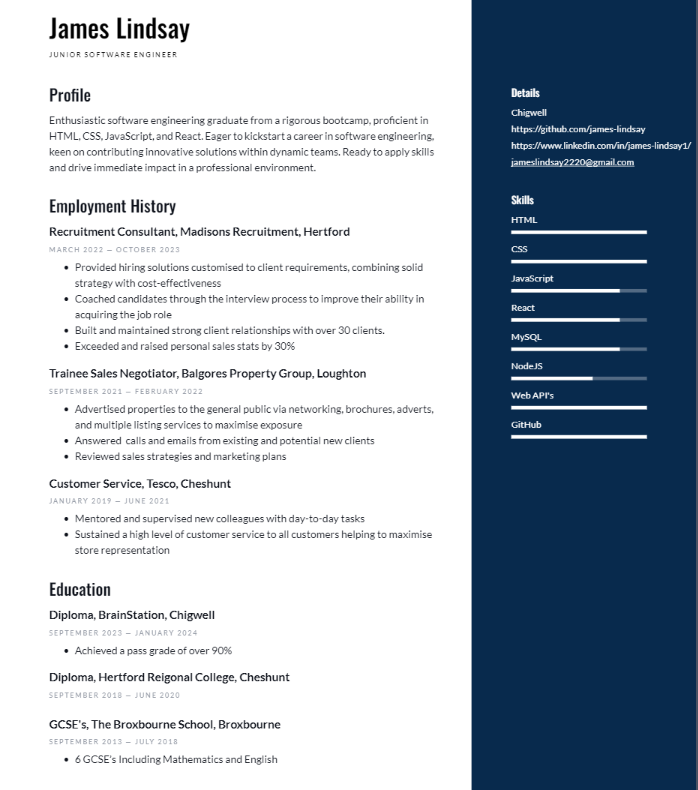 James Lindsay
JUNIOR SOFTWARE ENGINEER
Profile
Enthusiastic software engineering graduate from a rigorous bootcamp, proficient in
HTML, CSS, JavaScript, and React. Eager to kickstart a career in software engineering,
keen on contributing innovative solutions within dynamic teams. Ready to apply skills
and drive immediate impact in a professional environment.
Employment History
Recruitment Consultant, Madisons Recruitment, Hertford
MARCH 2022 — OCTOBER 2023
• Provided hiring solutions customised to client requirements, combining solid
strategy with cost-effectiveness
• Coached candidates through the interview process to improve their ability in
acquiring the job role
• Built and maintained strong client relationships with over 30 clients.
• Exceeded and raised personal sales stats by 30%
Trainee Sales Negotiator, Balgores Property Group, Loughton
SEPTEMBER 2021 — FEBRUARY 2022
• Advertised properties to the general public via networking, brochures, adverts,
and multiple listing services to maximise exposure
• Answered calls and emails from existing and potential new clients
• Reviewed sales strategies and marketing plans
Customer Service, Tesco, Cheshunt
JANUARY 2019 — JUNE 2021
• Mentored and supervised new colleagues with day-to-day tasks
• Sustained a high level of customer service to all customers helping to maximise
store representation
Education
Diploma, BrainStation, Chigwell
SEPTEMBER 2023 — JANUARY 2024
• Achieved a pass grade of over 90%
Diploma, Hertford Reigonal College, Cheshunt
SEPTEMBER 2018 — JUNE 2020
GCSE's, The Broxbourne School, Broxbourne
SEPTEMBER 2013 — JULY 2018
• 6 GCSE's Including Mathematics and English
Details
Chigwell
https://github.com/james-lindsay
https://www.linkedin.com/in/james-lindsay1/
jameslindsay2220@gmail.com
Skills
HTML
CSS
JavaScript
React
MySQL
NodeJS
Web API's
GitHub